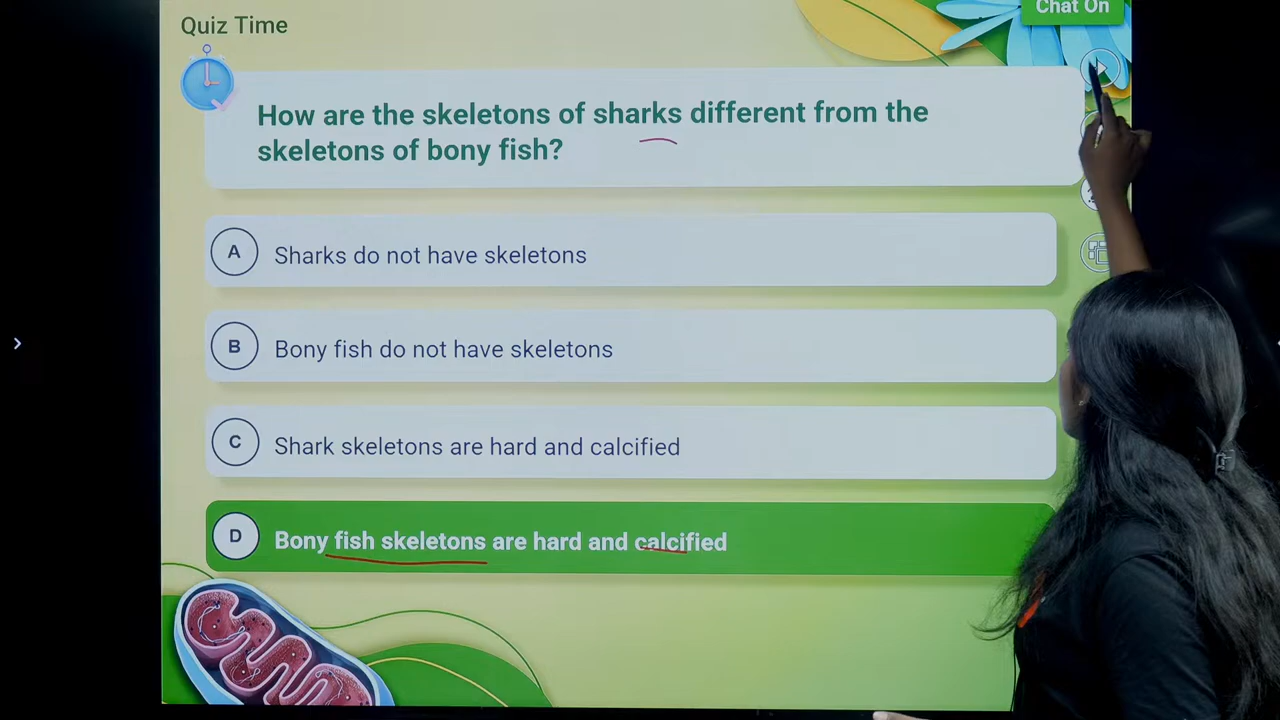 Chat On
Quiz Time
How are the skeletons of sharks different from the
skeletons of bony fish?
A
Sharks do not have skeletons
B
Bony fish do not have skeletons
C
Shark skeletons are hard and calcified
D
Bony fish skeletons are hard and calcified